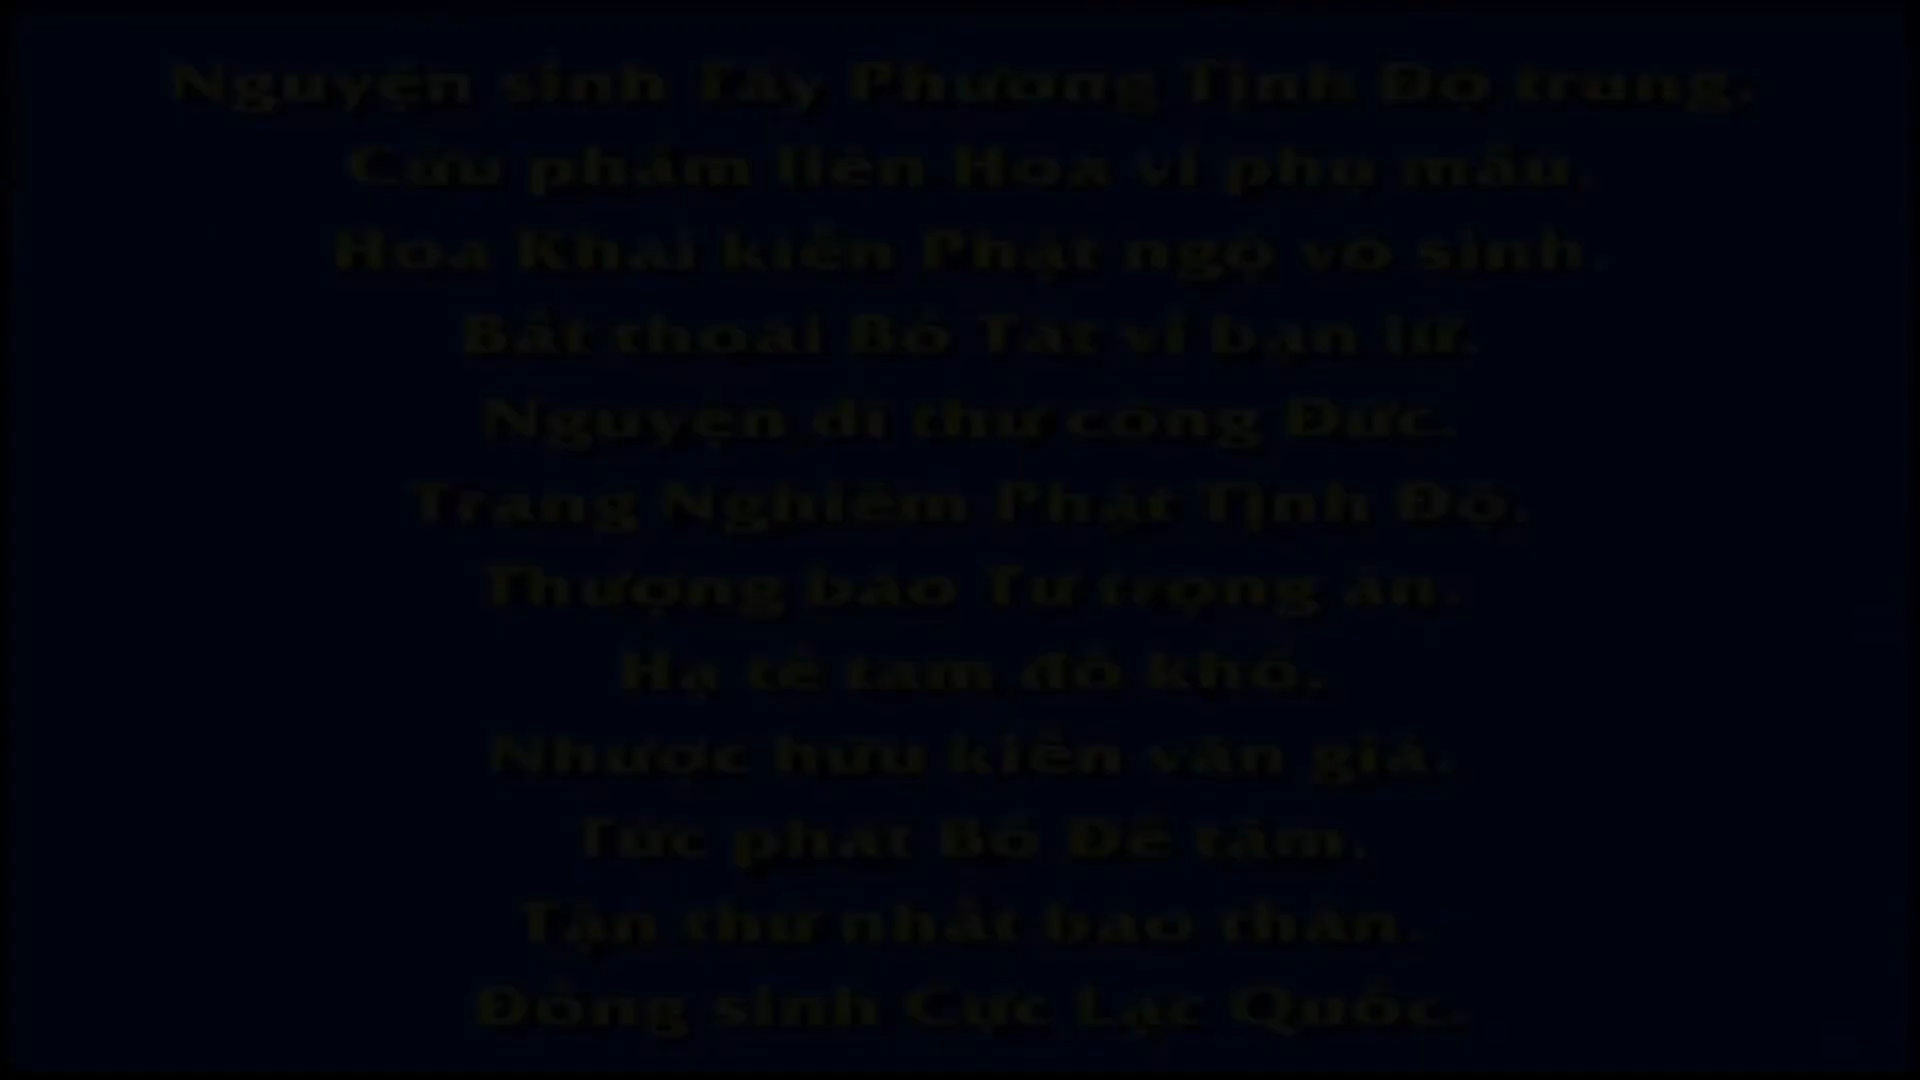 Nguyện sinh Tây Phương Tịnh Độ trung.
Cửu phẩm liên Hoa vi phụ mẫu.
Hoa Khai kiến Phật ngộ vô sinh.
Bất thoái Bồ Tát vi bạn lữ.
Nguyện dĩ thử công Đức.
Trang Nghiêm Phật Tịnh Độ.
Thượng báo Tứ trọng ân.
Hạ tế tam đồ khổ.
Nhược hữu kiến văn giả.
Tức phát Bồ Đề tâm.
Tận thử nhất báo thân.
Đồng sinh Cực Lạc Quốc.